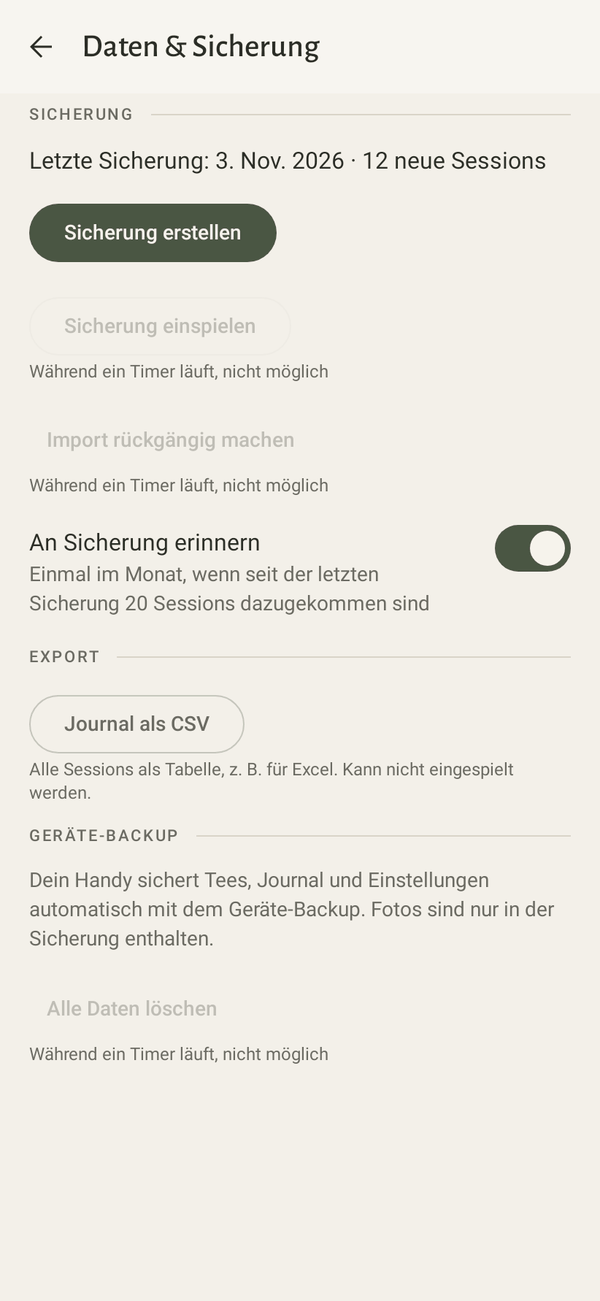 Daten & Sicherung
SICHERUNG
Letzte Sicherung: 3. Nov. 2026 · 12 neue Sessions
Sicherung erstellen
Sicherung einspielen
Während ein Timer läuft, nicht möglich
Import rückgängig machen
Während ein Timer läuft, nicht möglich
An Sicherung erinnern
Einmal im Monat, wenn seit der letzten
Sicherung 20 Sessions dazugekommen sind
EXPORT
Journal als CSV
Alle Sessions als Tabelle, z. B. für Excel. Kann nicht eingespielt
werden.
GERÄTE-BACKUP
Dein Handy sichert Tees, Journal und Einstellungen
automatisch mit dem Geräte-Backup. Fotos sind nur in der
Sicherung enthalten.
Alle Daten löschen
Während ein Timer läuft, nicht möglich